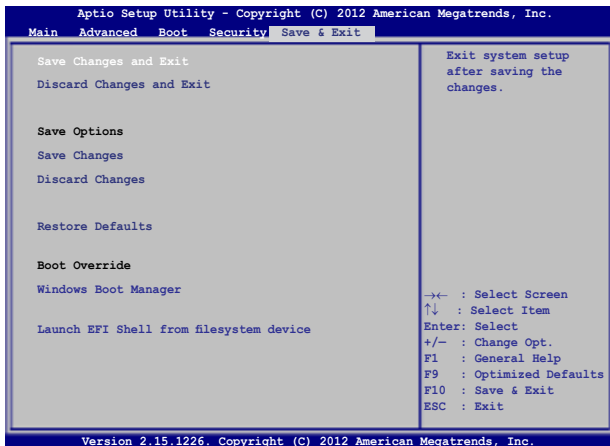 Aptio Setup Utility - Copyright (C) 2012 American Megatrends, Inc.
Main Advanced Boot Security Save & Exit
Save Changes and Exit
Discard Changes and Exit
Save Options
Save Changes
Discard Changes
Restore Defaults
Boot Override
Windows Boot Manager
Launch EFI Shell from filesystem device
Exit system setup
after saving the
changes.
→← : Select Screen
↑↓ : Select Item
Enter: Select
+/— : Change Opt.
F1 : General Help
F9 : Optimized Defaults
F10 : Save & Exit
ESC : Exit
Version 2.15.1226. Copyright (C) 2012 American Megatrends, Inc.